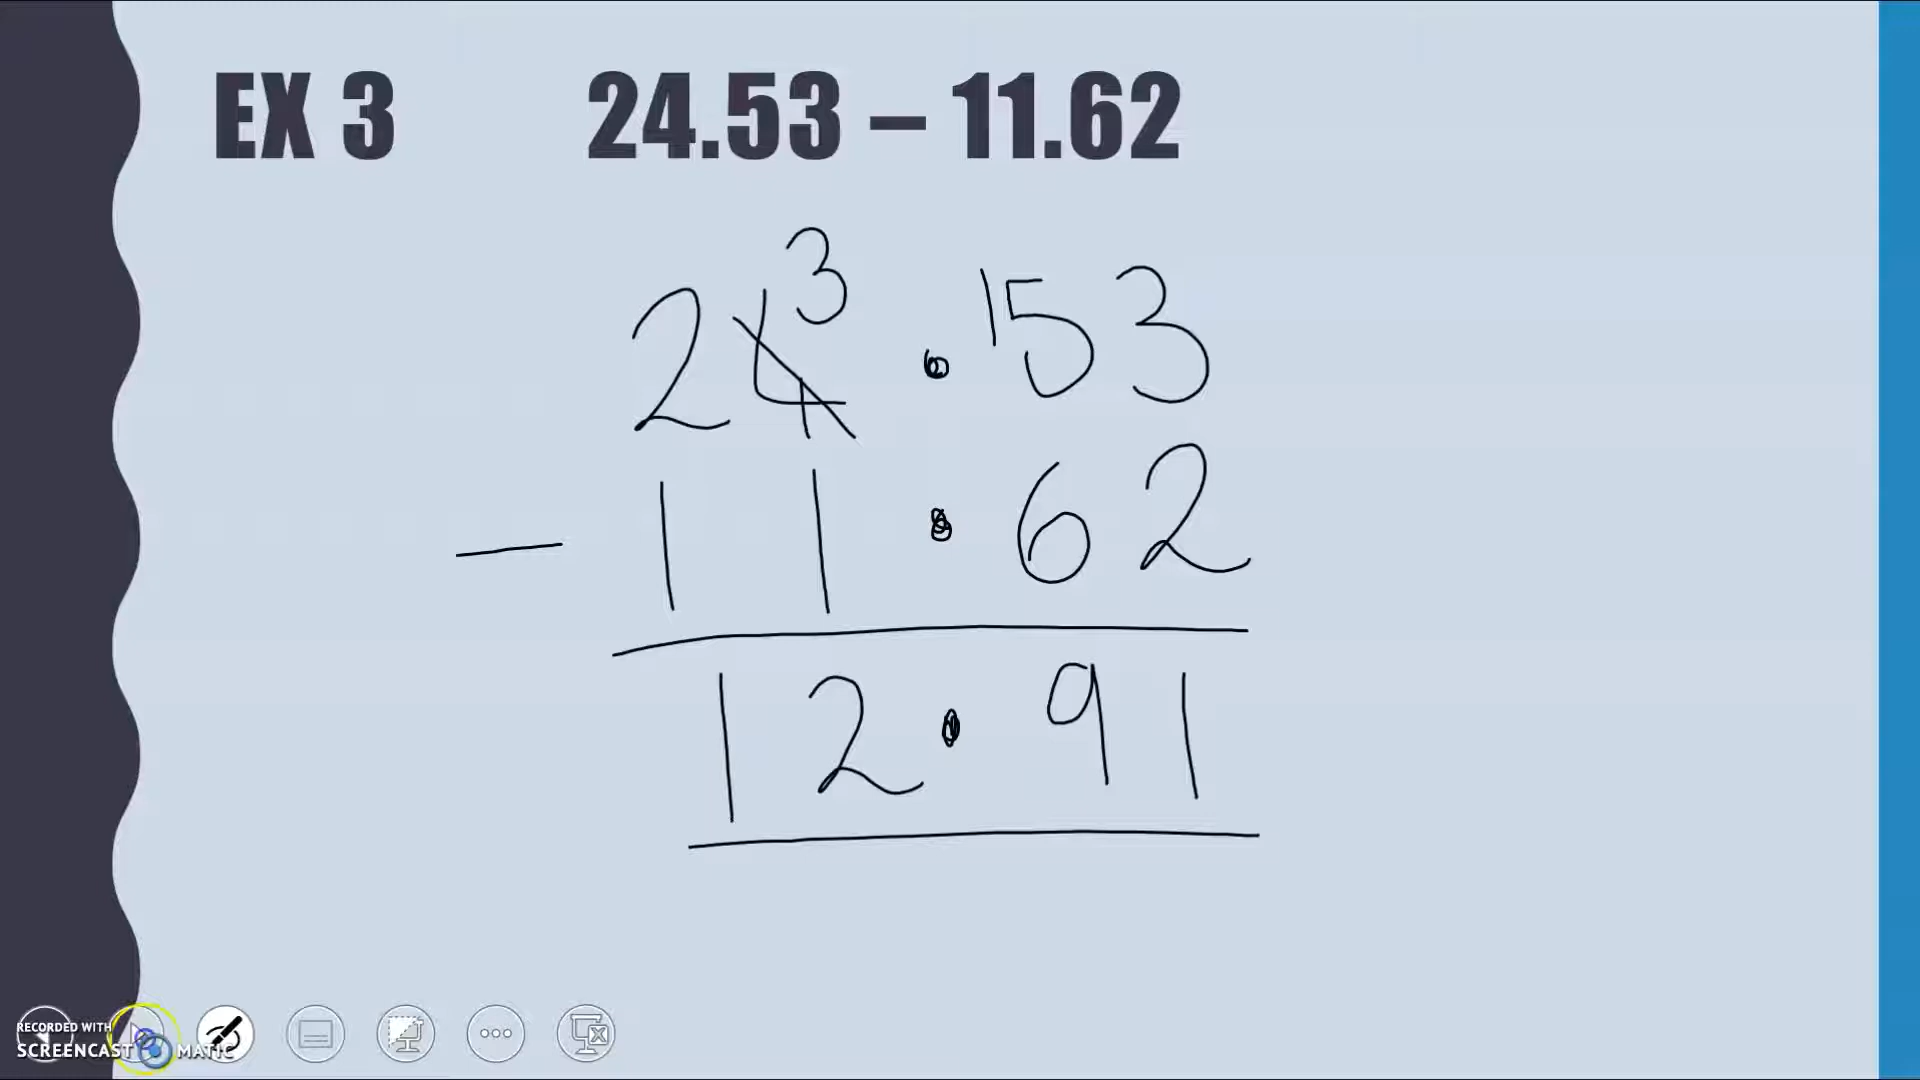 EX 3 24.53 – 11.62
24 3 . 153
– 11 . 62
12 . 91
RECORDED WITH
SCREENCAST MATIC